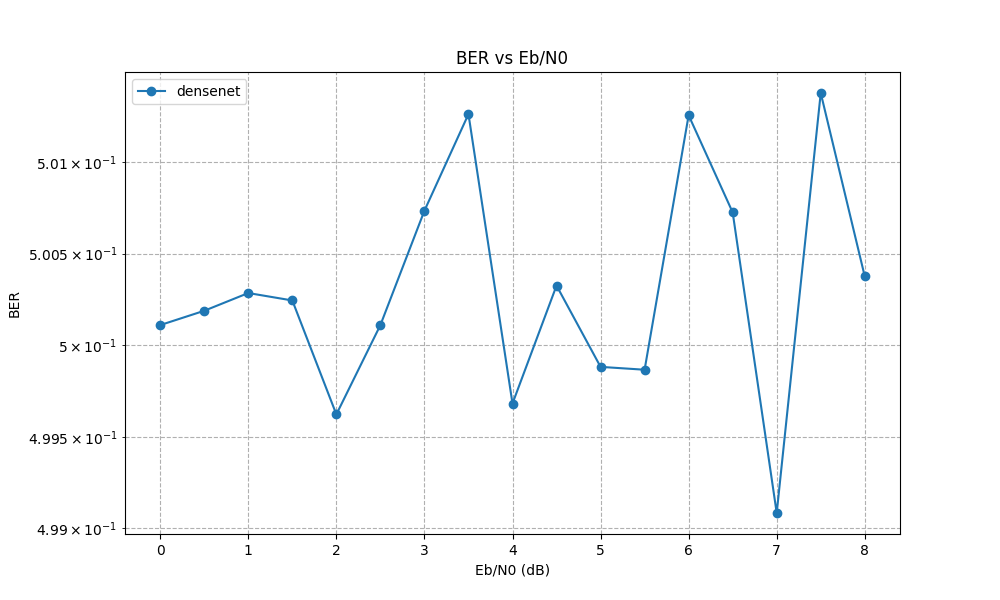 BER vs Eb/N0
densenet
5.01 × 10⁻¹
5.005 × 10⁻¹
5 × 10⁻¹
4.995 × 10⁻¹
4.99 × 10⁻¹
BER
0 1 2 3 4 5 6 7 8
Eb/N0 (dB)